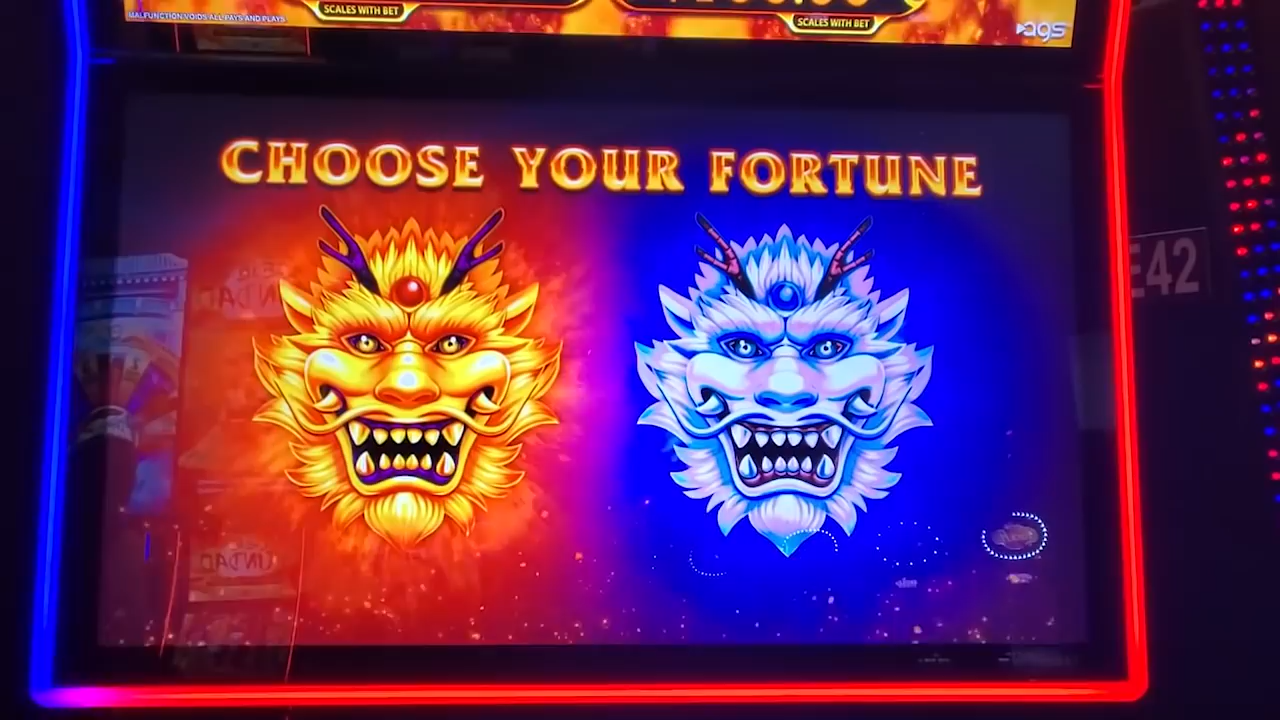 SCALES WITH BET
MALFUNCTION VOIDS ALL PAYS AND PLAYS
SCALES WITH BET
ags
CHOOSE YOUR FORTUNE
E42